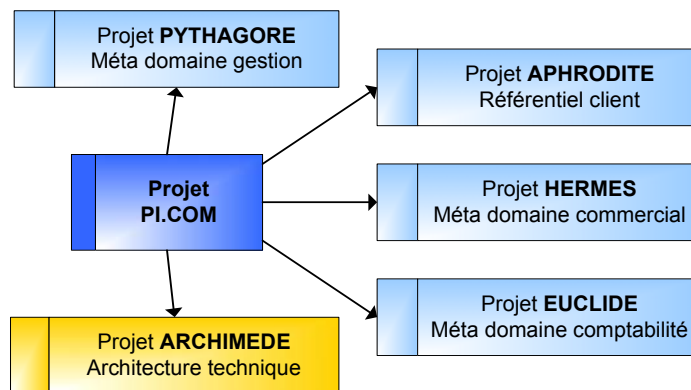 Projet PYTHAGORE
Méta domaine gestion
Projet APHRODITE
Référentiel client
Projet
PI.COM
Projet HERMES
Méta domaine commercial
Projet EUCLIDE
Méta domaine comptabilité
Projet ARCHIMEDE
Architecture technique